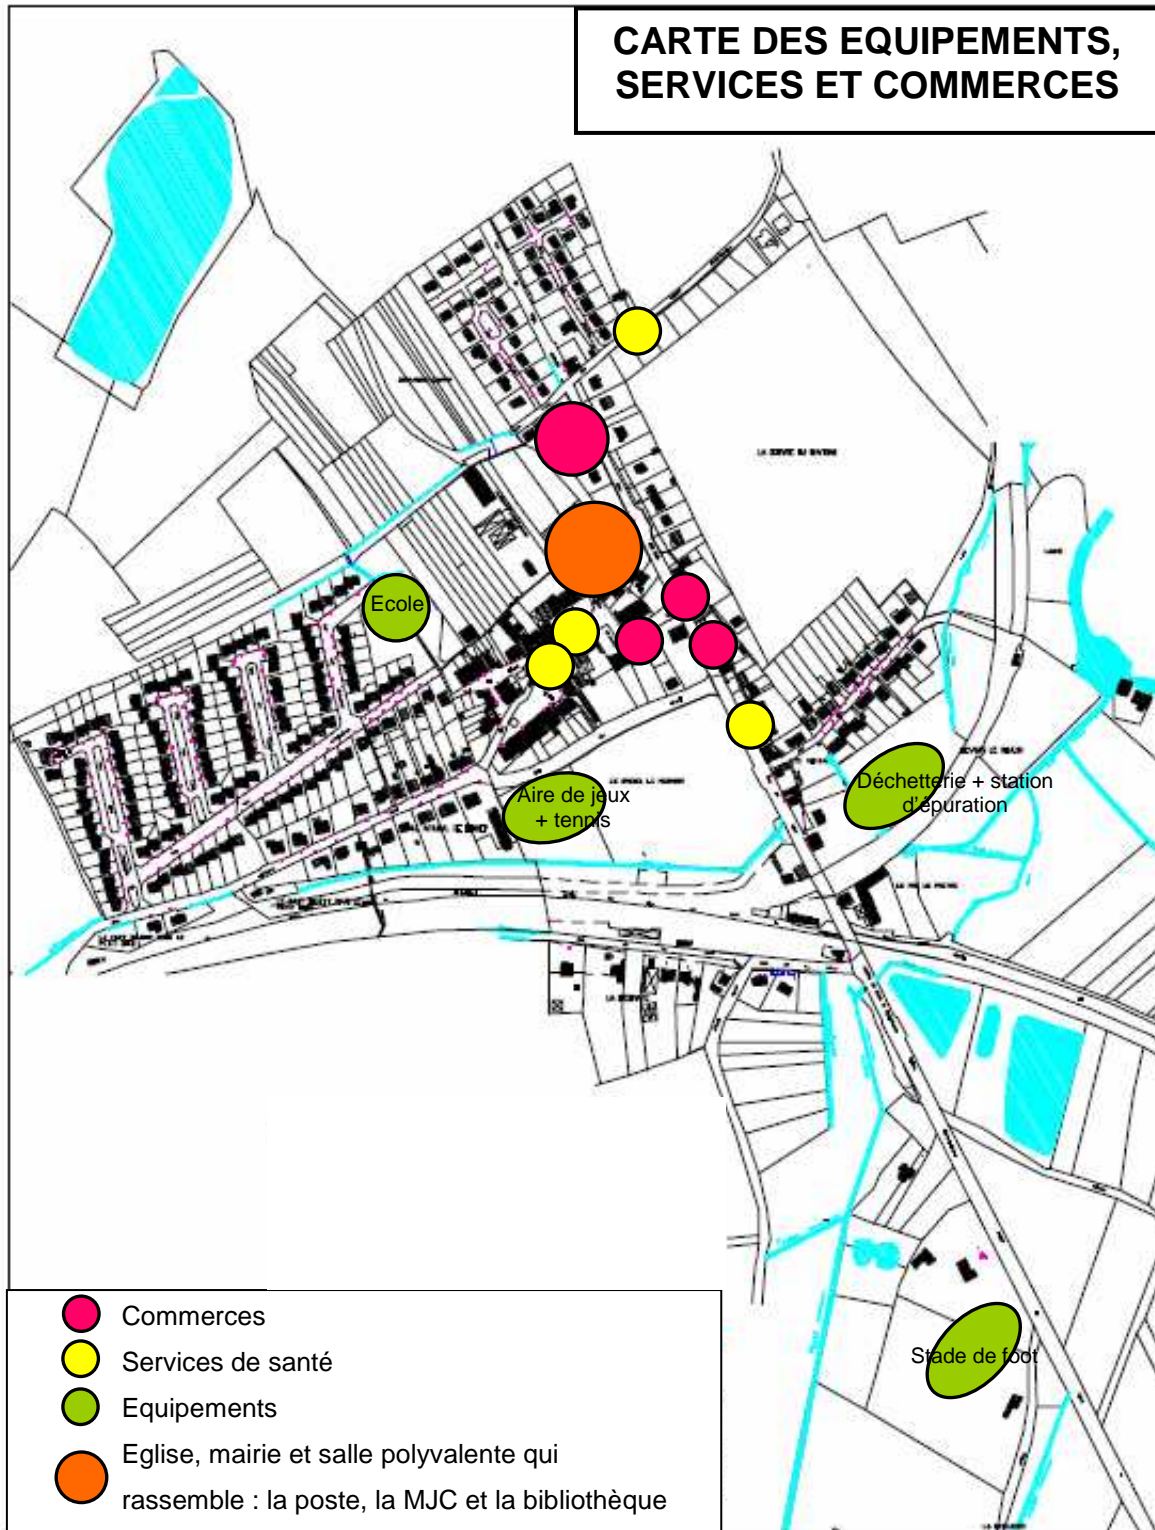 CARTE DES EQUIPEMENTS,
SERVICES ET COMMERCES
Ecole
Aire de jeux
+ tennis
Déchetterie + station
d'épuration
Stade de foot
Commerces
Services de santé
Equipements
Eglise, mairie et salle polyvalente qui
rassemble : la poste, la MJC et la bibliothèque